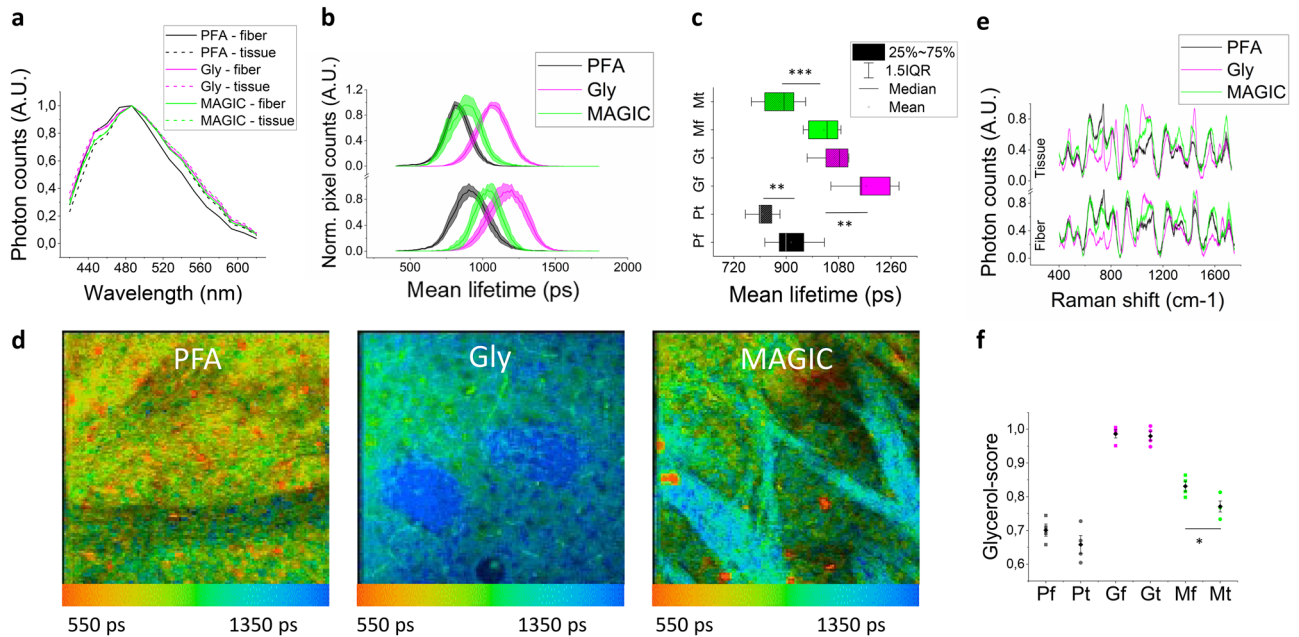 a
PFA - fiber
PFA - tissue
Gly - fiber
Gly - tissue
MAGIC - fiber
MAGIC - tissue
Photon counts (A.U.)
1,0
0,8
0,6
0,4
0,2
0,0
440 480 520 560 600
Wavelength (nm)
b
PFA
Gly
MAGIC
Norm. pixel counts (A.U.)
1.2
0.8
0.4
0.0
1.2
0.8
0.4
0.0
500 1000 1500 2000
Mean lifetime (ps)
c
25%~75%
1.5IQR
Median
Mean
***
**
**
Mt
Mf
Gt
Gf
Pt
Pf
720 900 1080 1260
Mean lifetime (ps)
e
PFA
Gly
MAGIC
Photon counts (A.U.)
Tissue
Fiber
0.8
0.4
0.0
0.8
0.4
0.0
400 800 1200 1600
Raman shift (cm-1)
d
PFA
Gly
MAGIC
550 ps 1350 ps
550 ps 1350 ps
550 ps 1350 ps
f
Glycerol-score
1,0
0,9
0,8
0,7
0,6
*
Pf Pt Gf Gt Mf Mt